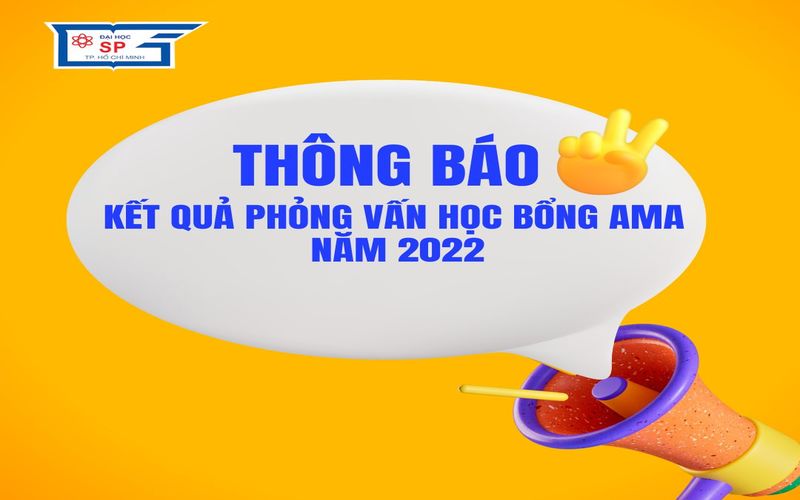 ĐẠI HỌC
SP
TP. HỒ CHÍ MINH
THÔNG BÁO
KẾT QUẢ PHỎNG VẤN HỌC BỔNG AMA
NĂM 2022